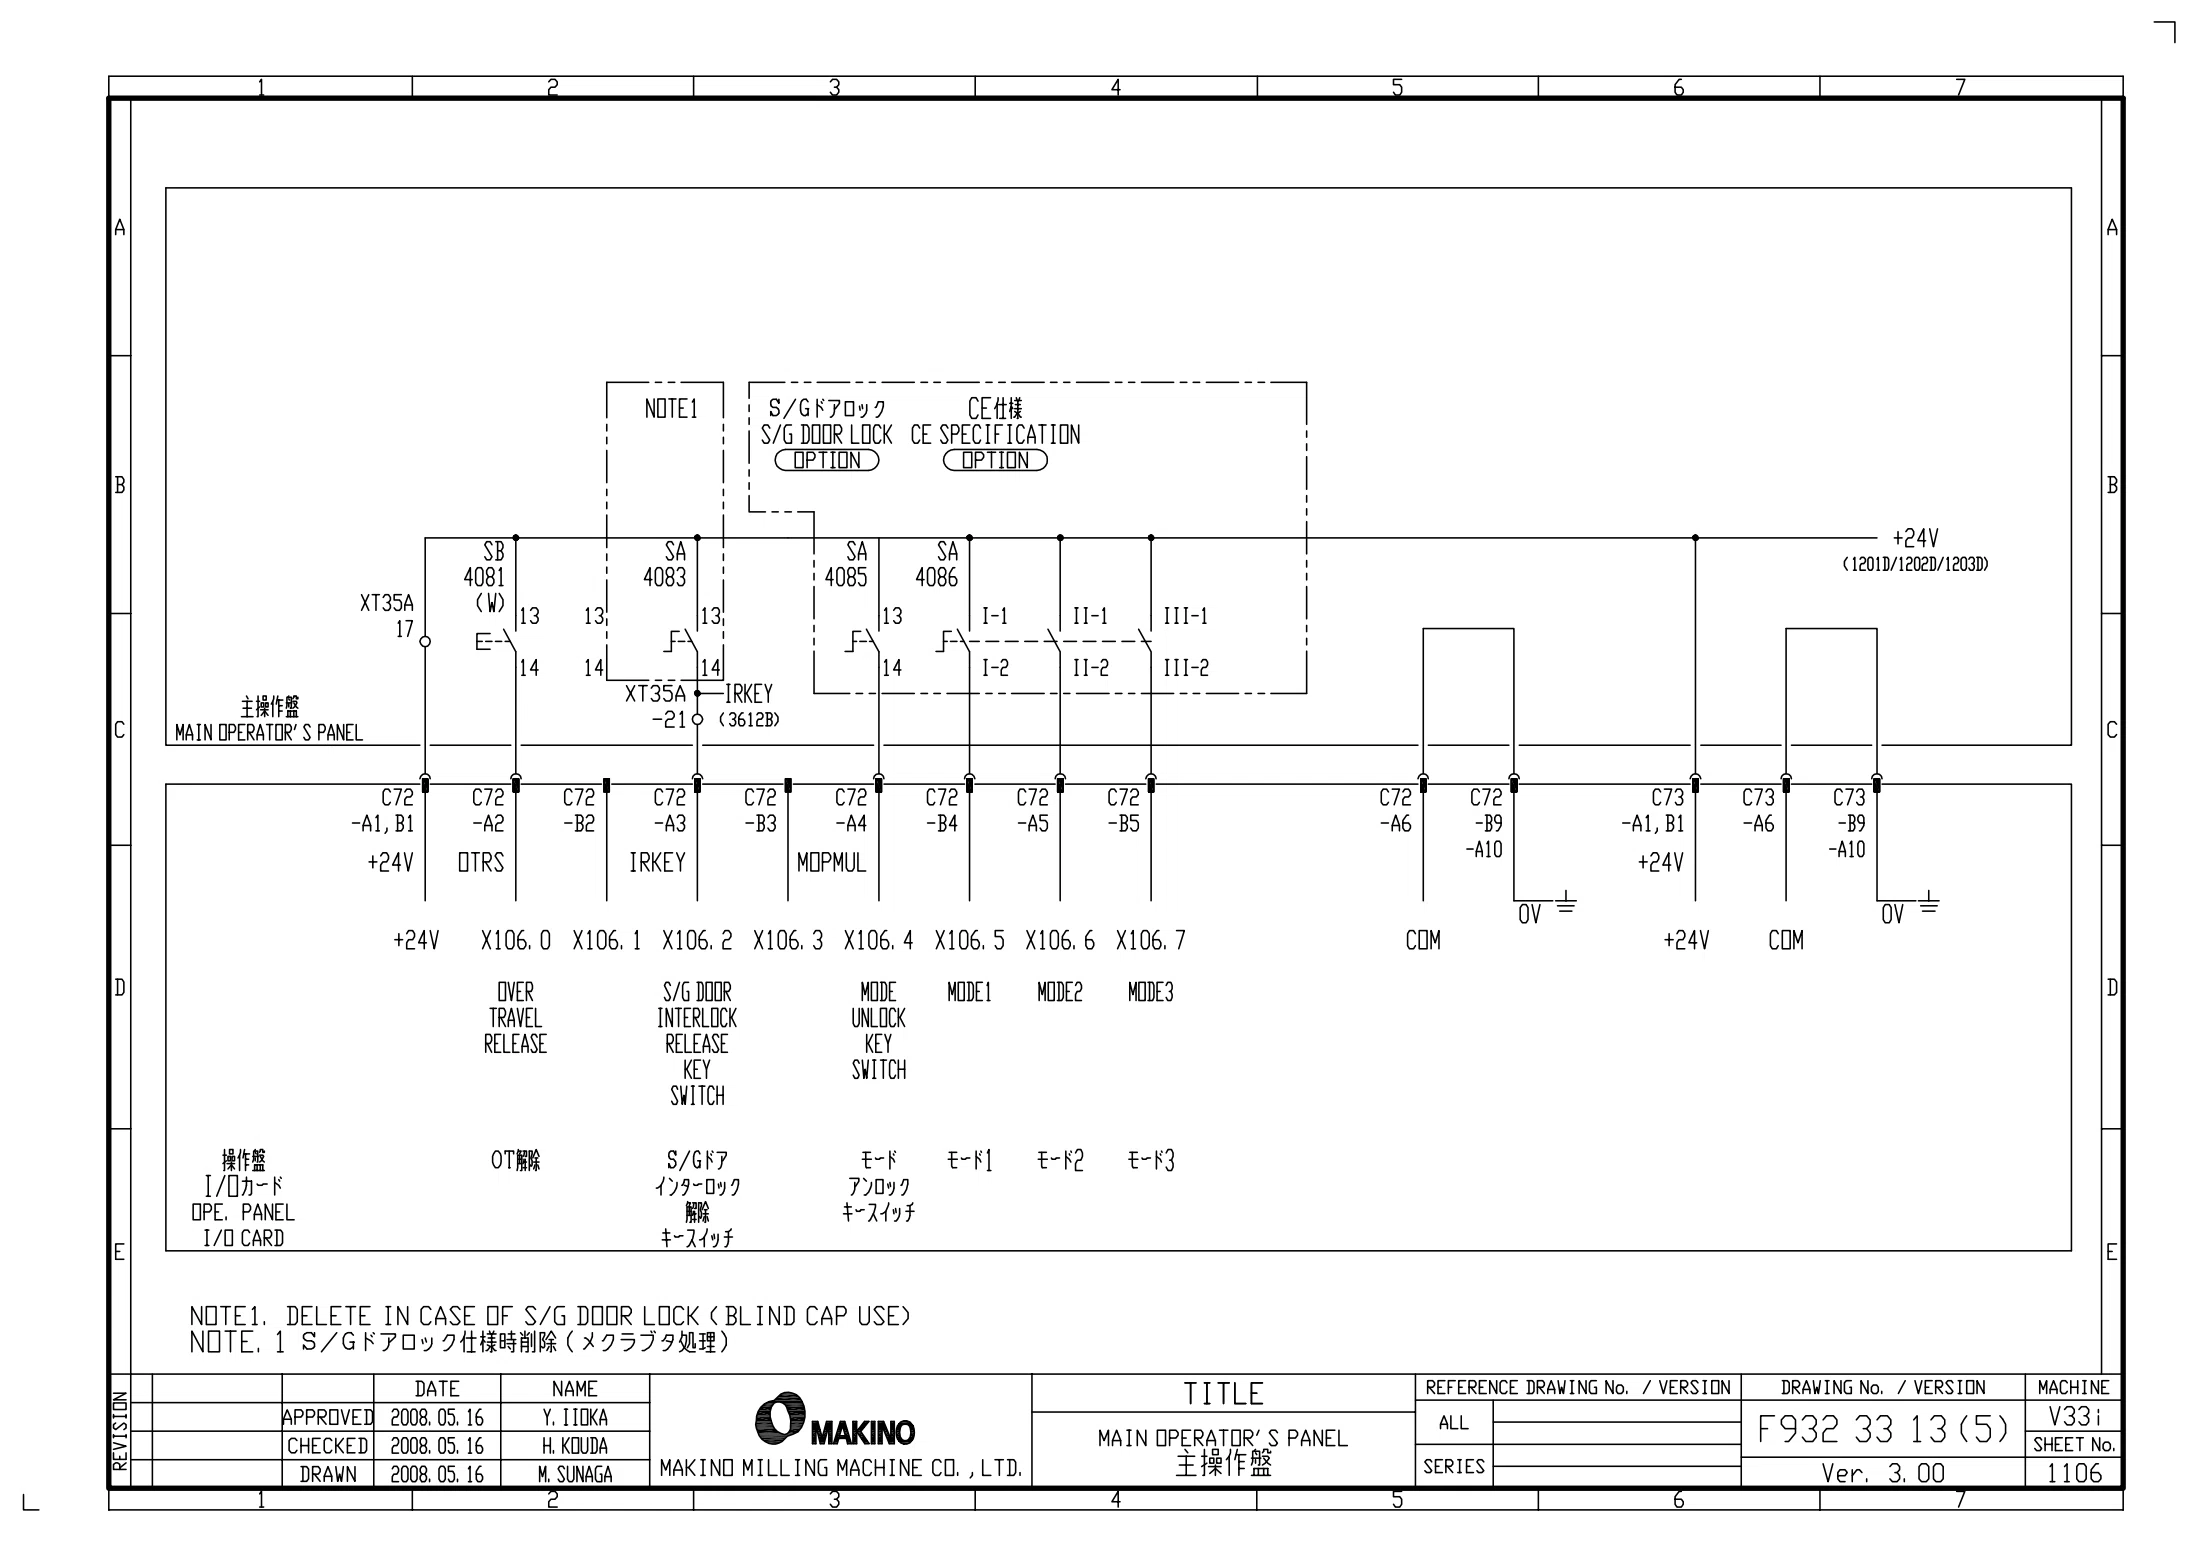 1 2 3 4 5 6 7
A A
NOTE1
S/Gドアロック CE仕様
S/G DOOR LOCK CE SPECIFICATION
OPTION OPTION
B B
+24V
(1201D/1202D/1203D)
SB SA SA SA
4081 4083 4085 4086
(W)
XT35A
17
13 13 13 13 I-1 II-1 III-1
14 14 14 14 I-2 II-2 III-2
XT35A IRKEY
-21 (3612B)
主操作盤
MAIN OPERATOR'S PANEL
C C
C72 C72 C72 C72 C72 C72 C72 C72 C72 C72 C72 C73 C73 C73
-A1,B1 -A2 -B2 -A3 -B3 -A4 -B4 -A5 -B5 -A6 -B9 -A1,B1 -A6 -B9
-A10 -A10
+24V OTRS IRKEY MOPMUL +24V
0V 0V
+24V X106.0 X106.1 X106.2 X106.3 X106.4 X106.5 X106.6 X106.7 COM +24V COM
D D
OVER S/G DOOR MODE MODE1 MODE2 MODE3
TRAVEL INTERLOCK UNLOCK
RELEASE RELEASE KEY
KEY SWITCH
SWITCH
操作盤 OT解除 S/Gドア モード モード1 モード2 モード3
I/Oカード インターロック アンロック
OPE. PANEL 解除 キースイッチ
I/O CARD キースイッチ
E E
NOTE1. DELETE IN CASE OF S/G DOOR LOCK (BLIND CAP USE)
NOTE.1 S/Gドアロック仕様時削除(メクラブタ処理)
REVISION
DATE NAME
APPROVED 2008.05.16 Y. IIOKA
CHECKED 2008.05.16 H. KOUDA
DRAWN 2008.05.16 M. SUNAGA
MAKINO
MAKINO MILLING MACHINE CO.,LTD.
TITLE
MAIN OPERATOR'S PANEL
主操作盤
REFERENCE DRAWING No. / VERSION
ALL
SERIES
DRAWING No. / VERSION
F932 33 13(5)
Ver. 3.00
MACHINE
V33i
SHEET No.
1106
1 2 3 4 5 6 7